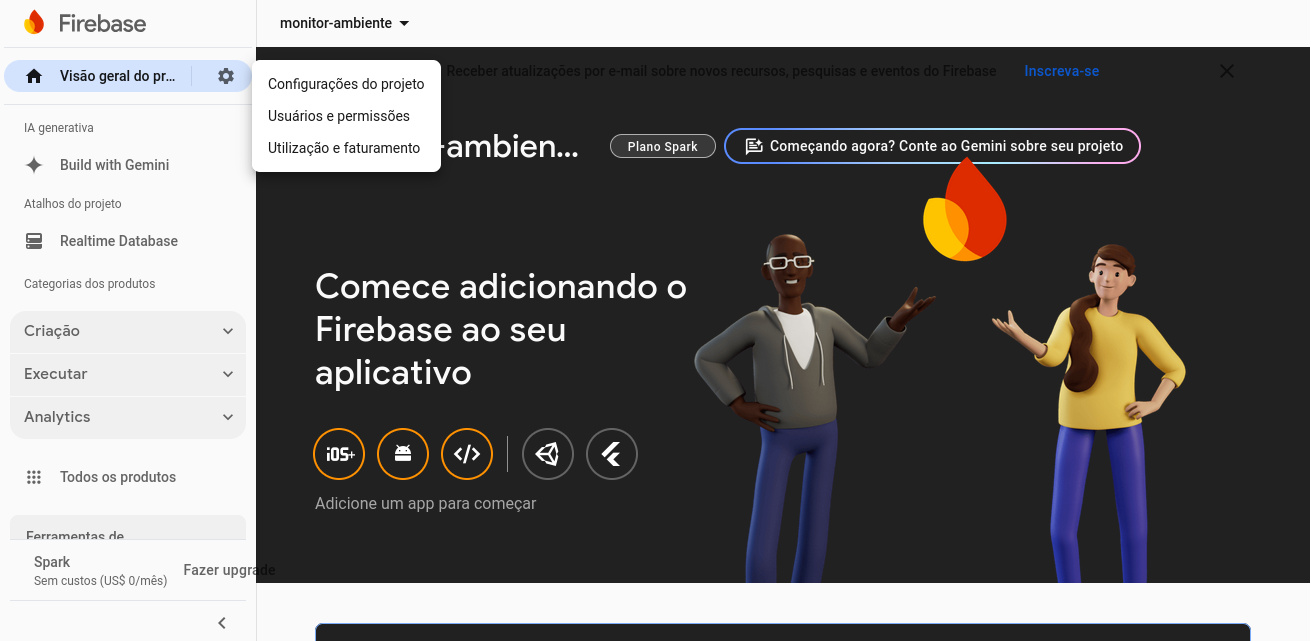 Firebase
monitor-ambiente
Visão geral do pr...
Configurações do projeto
Usuários e permissões
Utilização e faturamento
Receber atualizações por e-mail sobre novos recursos, pesquisas e eventos do Firebase
Inscreva-se
-ambien...
Plano Spark
Começando agora? Conte ao Gemini sobre seu projeto
IA generativa
Build with Gemini
Atalhos do projeto
Realtime Database
Categorias dos produtos
Criação
Executar
Analytics
Todos os produtos
Ferramentas de
Spark
Sem custos (US$ 0/mês)
Fazer upgrade
Comece adicionando o
Firebase ao seu
aplicativo
iOS+
</>
Adicione um app para começar